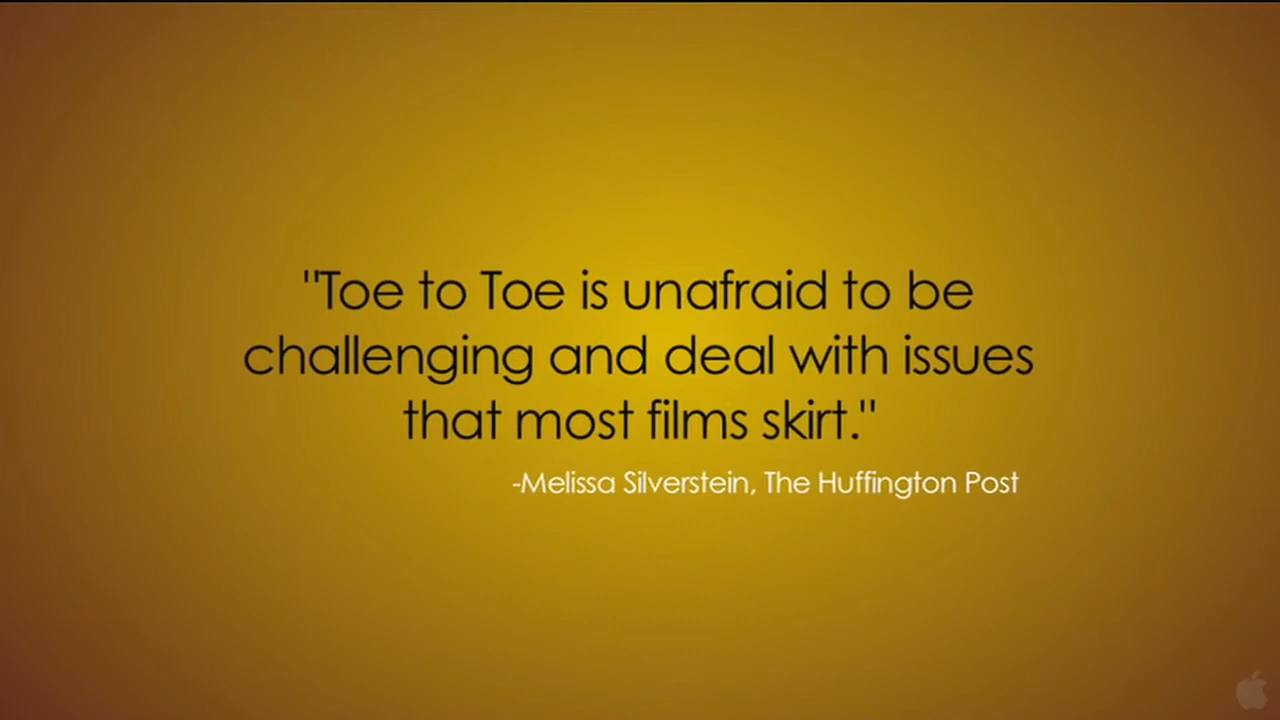 "Toe to Toe is unafraid to be
challenging and deal with issues
that most films skirt."
-Melissa Silverstein, The Huffington Post